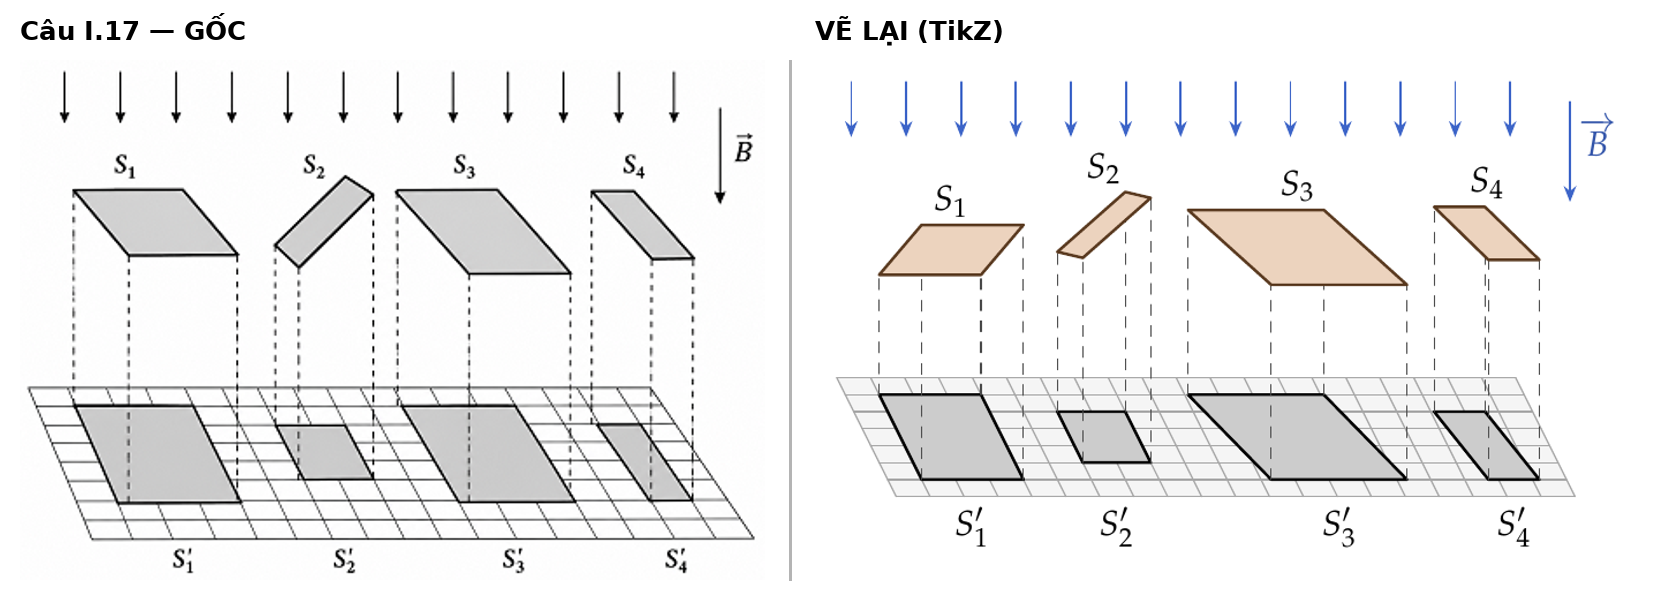 Câu I.17 — GỐC
S₁ S₂ S₃ S₄
B⃗
S₁′ S₂′ S₃′ S₄′
VẼ LẠI (TikZ)
S₁ S₂ S₃ S₄
B⃗
S₁′ S₂′ S₃′ S₄′